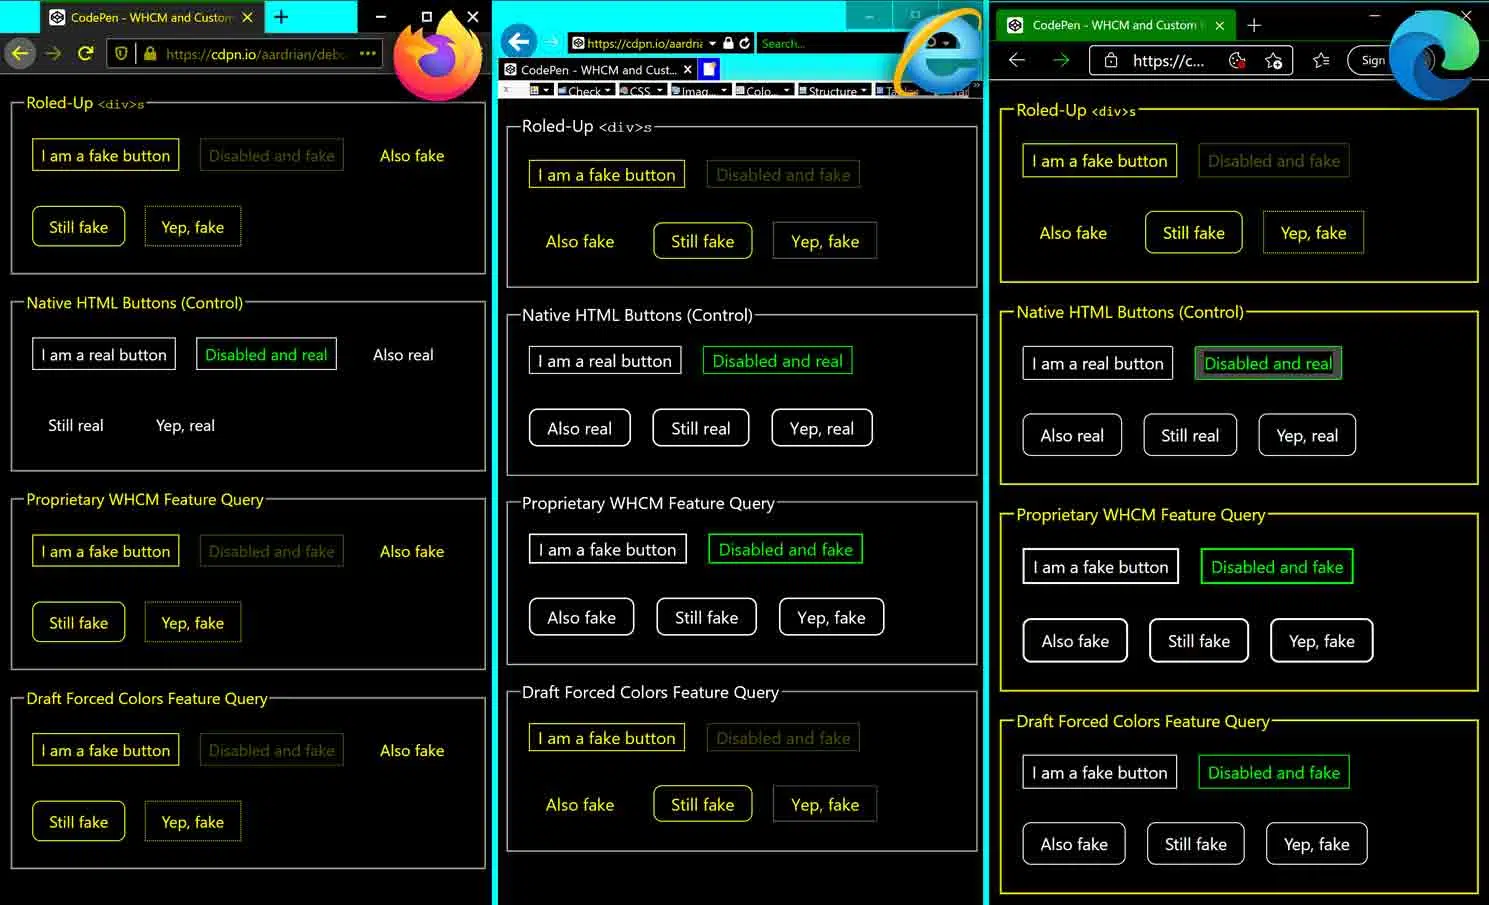 CodePen - WHCM and Custom
https://cdpn.io/aardrian/debu
Roled-Up <div>s
I am a fake button
Disabled and fake
Also fake
Still fake
Yep, fake
Native HTML Buttons (Control)
I am a real button
Disabled and real
Also real
Still real
Yep, real
Proprietary WHCM Feature Query
I am a fake button
Disabled and fake
Also fake
Still fake
Yep, fake
Draft Forced Colors Feature Query
I am a fake button
Disabled and fake
Also fake
Still fake
Yep, fake
https://cdpn.io/aardri
Search...
CodePen - WHCM and Cust...
Check
CSS
Imag...
Colo...
Structure
Roled-Up <div>s
I am a fake button
Disabled and fake
Also fake
Still fake
Yep, fake
Native HTML Buttons (Control)
I am a real button
Disabled and real
Also real
Still real
Yep, real
Proprietary WHCM Feature Query
I am a fake button
Disabled and fake
Also fake
Still fake
Yep, fake
Draft Forced Colors Feature Query
I am a fake button
Disabled and fake
Also fake
Still fake
Yep, fake
CodePen - WHCM and Custom
https://c...
Sign
Roled-Up <div>s
I am a fake button
Disabled and fake
Also fake
Still fake
Yep, fake
Native HTML Buttons (Control)
I am a real button
Disabled and real
Also real
Still real
Yep, real
Proprietary WHCM Feature Query
I am a fake button
Disabled and fake
Also fake
Still fake
Yep, fake
Draft Forced Colors Feature Query
I am a fake button
Disabled and fake
Also fake
Still fake
Yep, fake